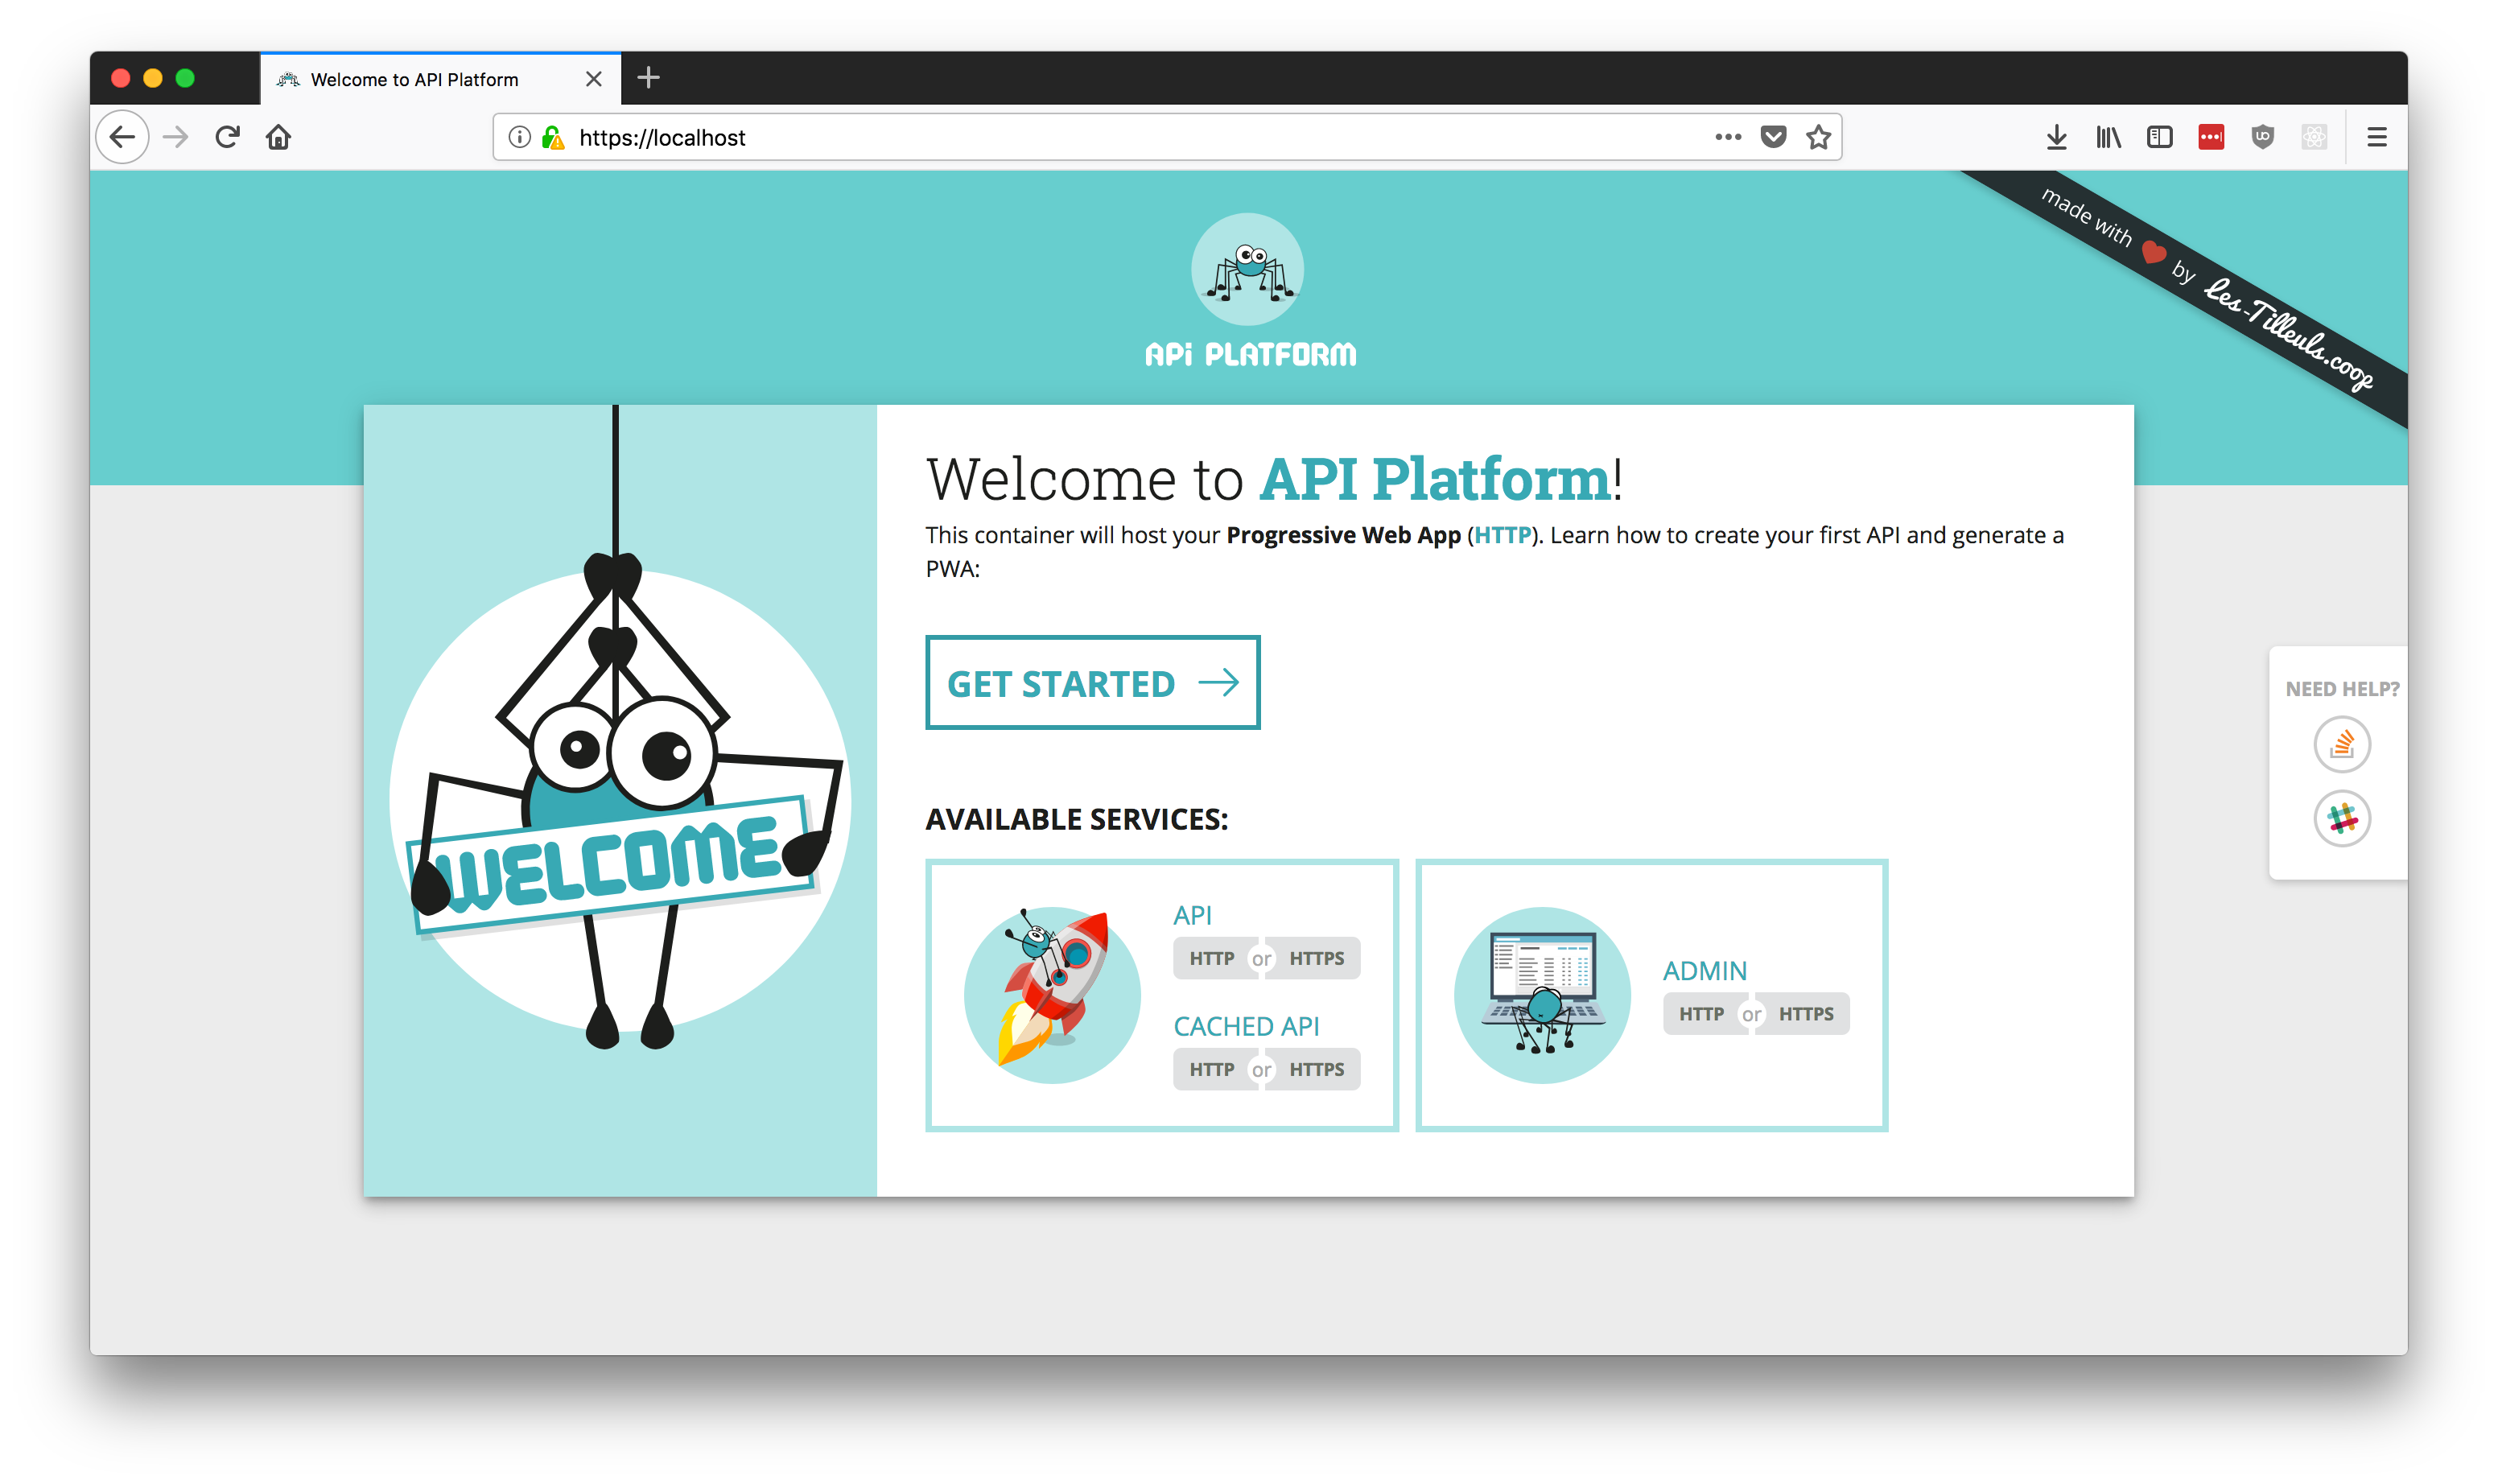 Welcome to API Platform
https://localhost
made with by Les-Tilleuls.coop
APi PLATFORM
WELCOME
Welcome to API Platform!
This container will host your Progressive Web App (HTTP). Learn how to create your first API and generate a
PWA:
GET STARTED
AVAILABLE SERVICES:
API
HTTP or HTTPS
CACHED API
HTTP or HTTPS
ADMIN
HTTP or HTTPS
NEED HELP?